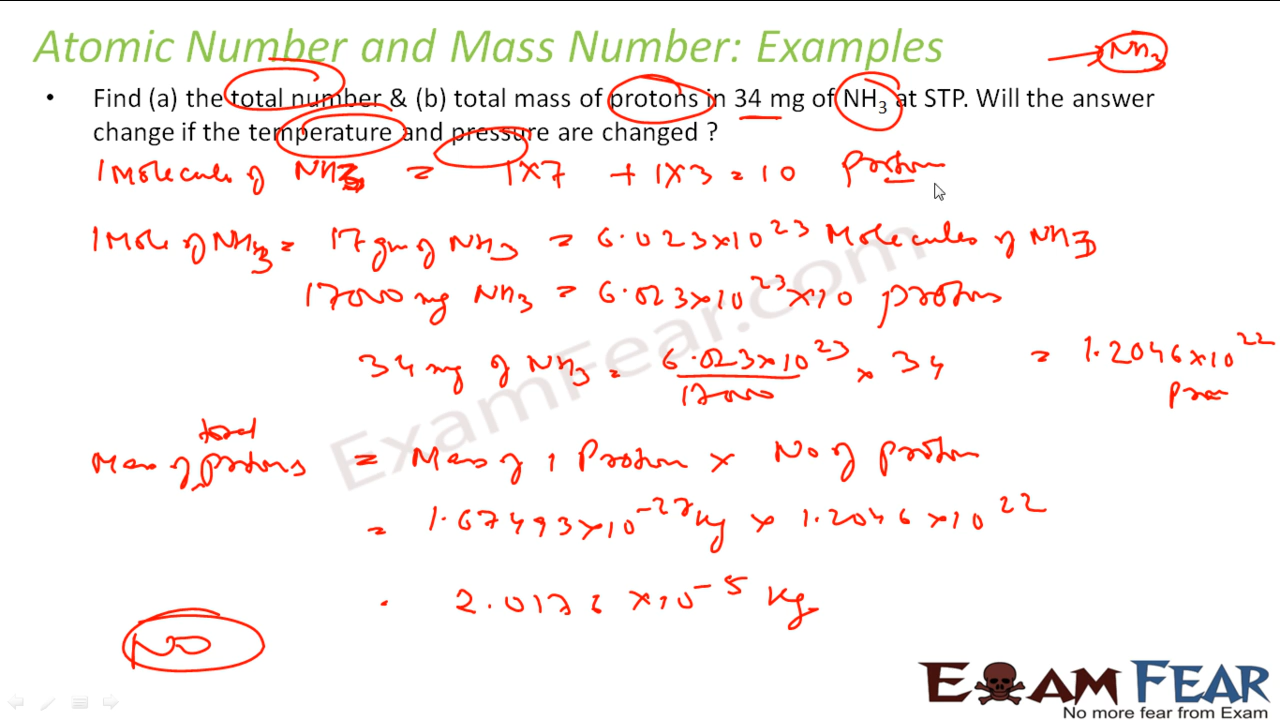 Atomic Number and Mass Number: Examples
NH3
• Find (a) the total number & (b) total mass of protons in 34 mg of NH3 at STP. Will the answer
change if the temperature and pressure are changed ?
1 Molecules of NH3 = 1×7 + 1×3 = 10 Proton
1 Mole of NH3 = 17 gm of NH3 = 6.023×10^23 Molecules of NH3
17000 mg NH3 = 6.023×10^23×10 protons
34 mg of NH3 = 6.023×10^23 / 17000 × 34 = 1.2046×10^22
total
Mass of protons = Mass of 1 Proton × No of proton
= 1.67493×10^-27 kg × 1.2046×10^22
2.0176 ×10^-5 kg
NO
ExamFear.com
EXAM FEAR
No more fear from Exam